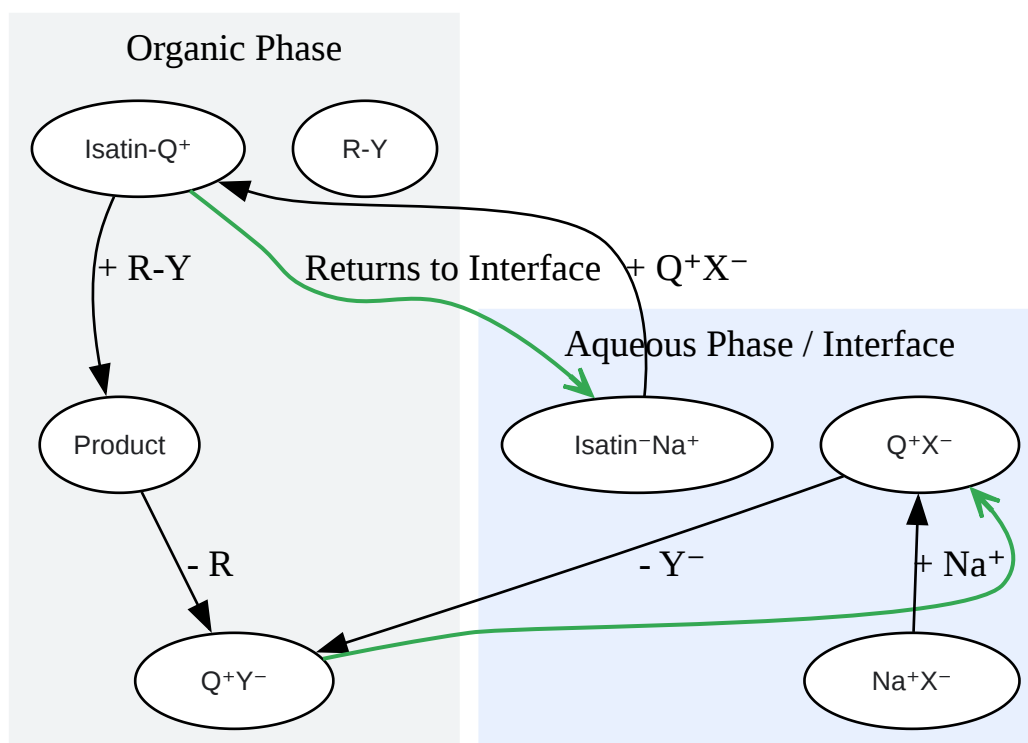 Organic Phase
Isatin-Q⁺
R-Y
+ R-Y
Returns to Interface
+ Q⁺X⁻
Aqueous Phase / Interface
Product
Isatin⁻Na⁺
Q⁺X⁻
- R
- Y⁻
+ Na⁺
Q⁺Y⁻
Na⁺X⁻